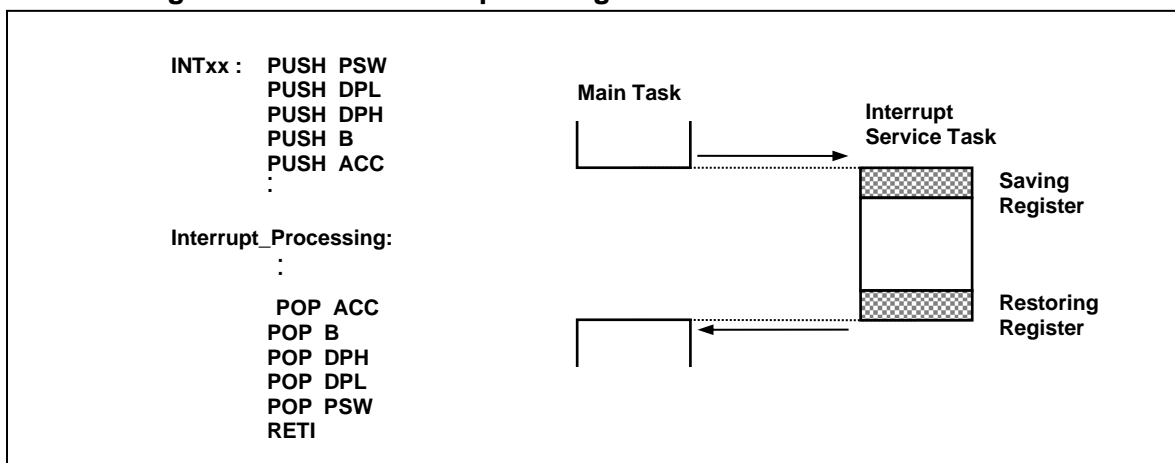 INTxx : PUSH PSW
PUSH DPL
PUSH DPH
PUSH B
PUSH ACC
:
Interrupt_Processing:
:
POP ACC
POP B
POP DPH
POP DPL
POP PSW
RETI
Main Task
Interrupt
Service Task
Saving
Register
Restoring
Register